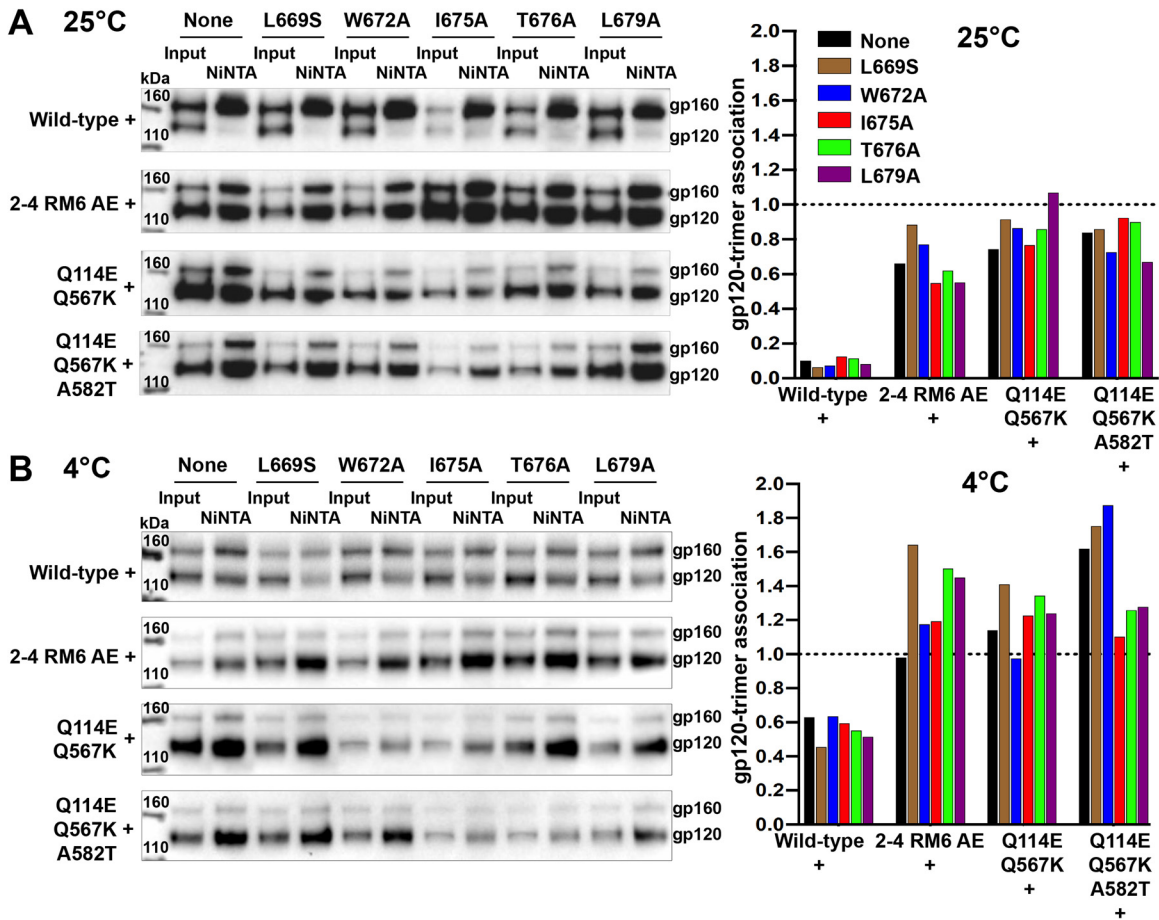 A 25°C
None L669S W672A I675A T676A L679A
Input Input Input Input Input Input
NiNTA NiNTA NiNTA NiNTA NiNTA NiNTA
kDa
Wild-type +
160
110
gp160
gp120
2-4 RM6 AE +
160
110
gp160
gp120
Q114E
Q567K
+
160
110
gp160
gp120
Q114E
Q567K +
A582T
160
110
gp160
gp120
25°C
None
L669S
W672A
I675A
T676A
L679A
gp120-trimer association
2.0
1.8
1.6
1.4
1.2
1.0
0.8
0.6
0.4
0.2
0.0
Wild-type
+
2-4 RM6 AE
+
Q114E
Q567K
+
Q114E
Q567K
A582T
+
B 4°C
None L669S W672A I675A T676A L679A
Input Input Input Input Input Input
NiNTA NiNTA NiNTA NiNTA NiNTA NiNTA
kDa
Wild-type +
160
110
gp160
gp120
2-4 RM6 AE +
160
110
gp160
gp120
Q114E
Q567K
+
160
110
gp160
gp120
Q114E
Q567K +
A582T
160
110
gp160
gp120
4°C
gp120-trimer association
2.0
1.8
1.6
1.4
1.2
1.0
0.8
0.6
0.4
0.2
0.0
Wild-type
+
2-4 RM6 AE
+
Q114E
Q567K
+
Q114E
Q567K
A582T
+